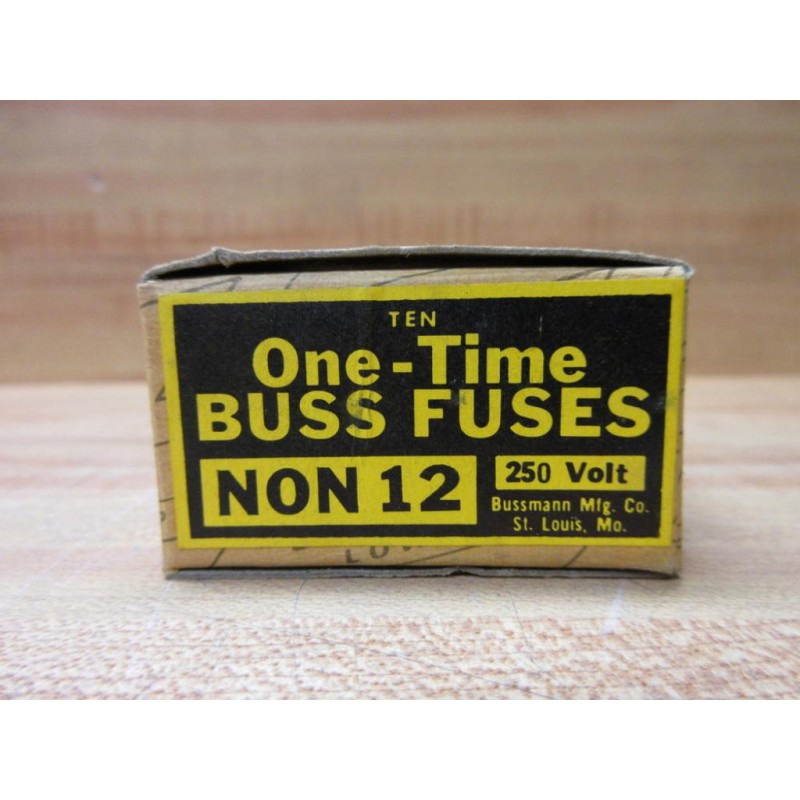 TEN
One-Time
BUSS FUSES
NON 12
250 Volt
Bussmann Mfg. Co.
St. Louis, Mo.